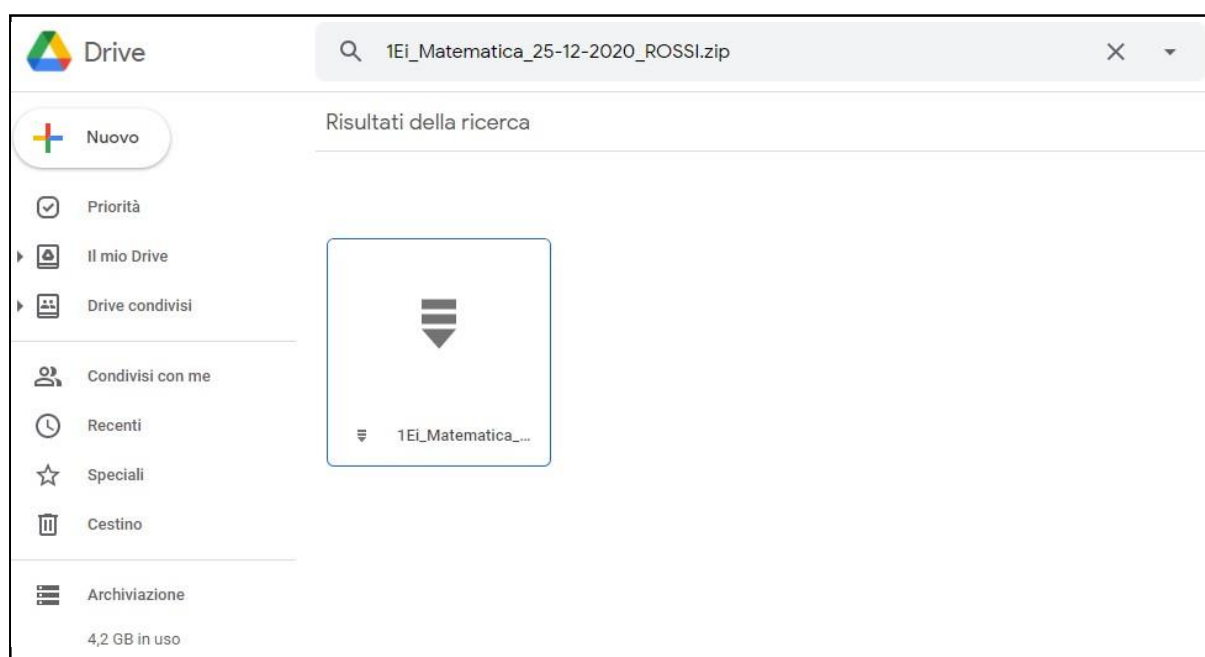 Drive
1Ei_Matematica_25-12-2020_ROSSI.zip
Nuovo
Risultati della ricerca
Priorità
Il mio Drive
Drive condivisi
Condivisi con me
Recenti
1Ei_Matematica_...
Speciali
Cestino
Archiviazione
4,2 GB in uso